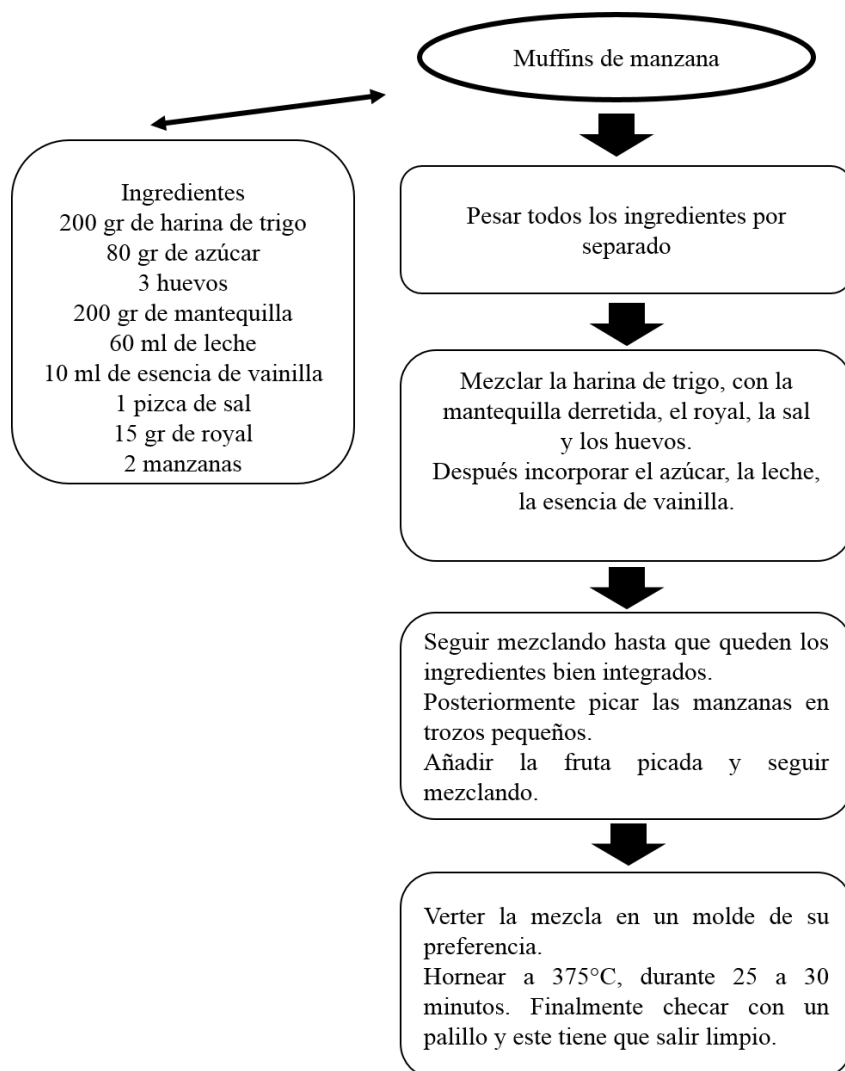 Muffins de manzana
Ingredientes
200 gr de harina de trigo
80 gr de azúcar
3 huevos
200 gr de mantequilla
60 ml de leche
10 ml de esencia de vainilla
1 pizca de sal
15 gr de royal
2 manzanas
Pesar todos los ingredientes por
separado
Mezclar la harina de trigo, con la
mantequilla derretida, el royal, la sal
y los huevos.
Después incorporar el azúcar, la leche,
la esencia de vainilla.
Seguir mezclando hasta que queden los
ingredientes bien integrados.
Posteriormente picar las manzanas en
trozos pequeños.
Añadir la fruta picada y seguir
mezclando.
Verter la mezcla en un molde de su
preferencia.
Hornear a 375°C, durante 25 a 30
minutos. Finalmente checar con un
palillo y este tiene que salir limpio.